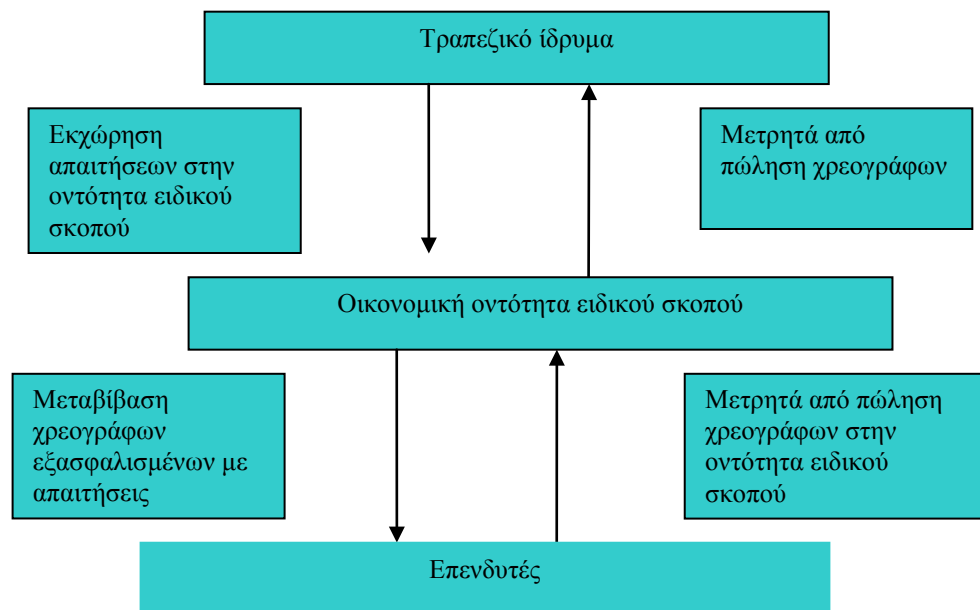 Τραπεζικό ίδρυμα
Εκχώρηση
απαιτήσεων στην
οντότητα ειδικού
σκοπού
Μετρητά από
πώληση χρεογράφων
Οικονομική οντότητα ειδικού σκοπού
Μεταβίβαση
χρεογράφων
εξασφαλισμένων με
απαιτήσεις
Μετρητά από πώληση
χρεογράφων στην
οντότητα ειδικού
σκοπού
Επενδυτές